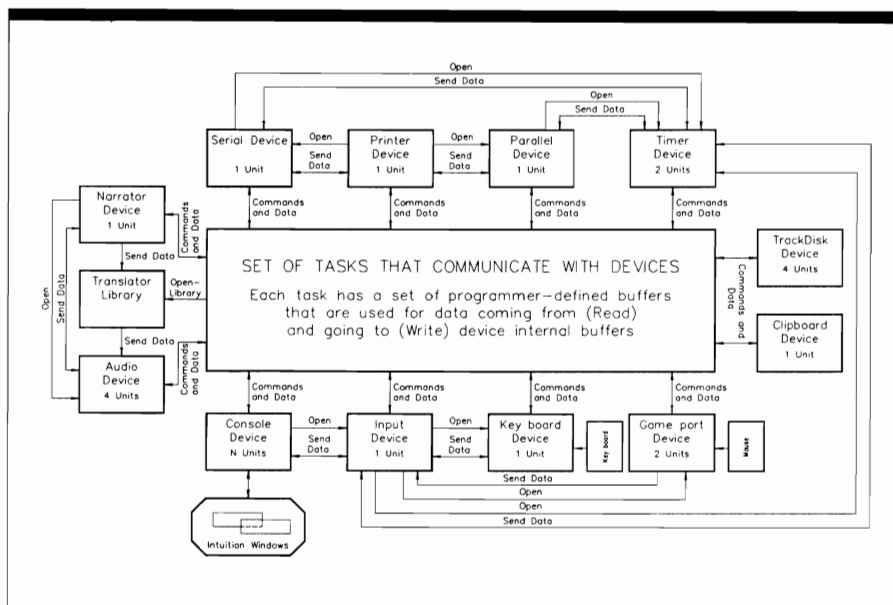 Open
Send Data
Open
Send Data
Serial Device
1 Unit
Open
Send
Data
Printer
Device
1 Unit
Open
Send
Data
Parallel
Device
1 Unit
Timer
Device
2 Units
Commands
and Data
Commands
and Data
Commands
and Data
Commands
and Data
Narrator
Device
1 Unit
Commands
and Data
Send Data
Translator
Library
Open-
Library
Open
Send Data
Send Data
Audio
Device
4 Units
Commands
and Data
SET OF TASKS THAT COMMUNICATE WITH DEVICES
Each task has a set of programmer-defined buffers
that are used for data coming from (Read)
and going to (Write) device internal buffers
Commands and
Data
TrackDisk
Device
4 Units
Clipboard
Device
1 Unit
Commands
and Data
Commands
and Data
Commands
and Data
Commands
and Data
Console
Device
N Units
Open
Send
Data
Input
Device
1 Unit
Open
Send
Data
Key board
Device
1 Unit
Key board
Game port
Device
2 Units
Mouse
Send Data
Open
Open
Send Data
Intuition Windows